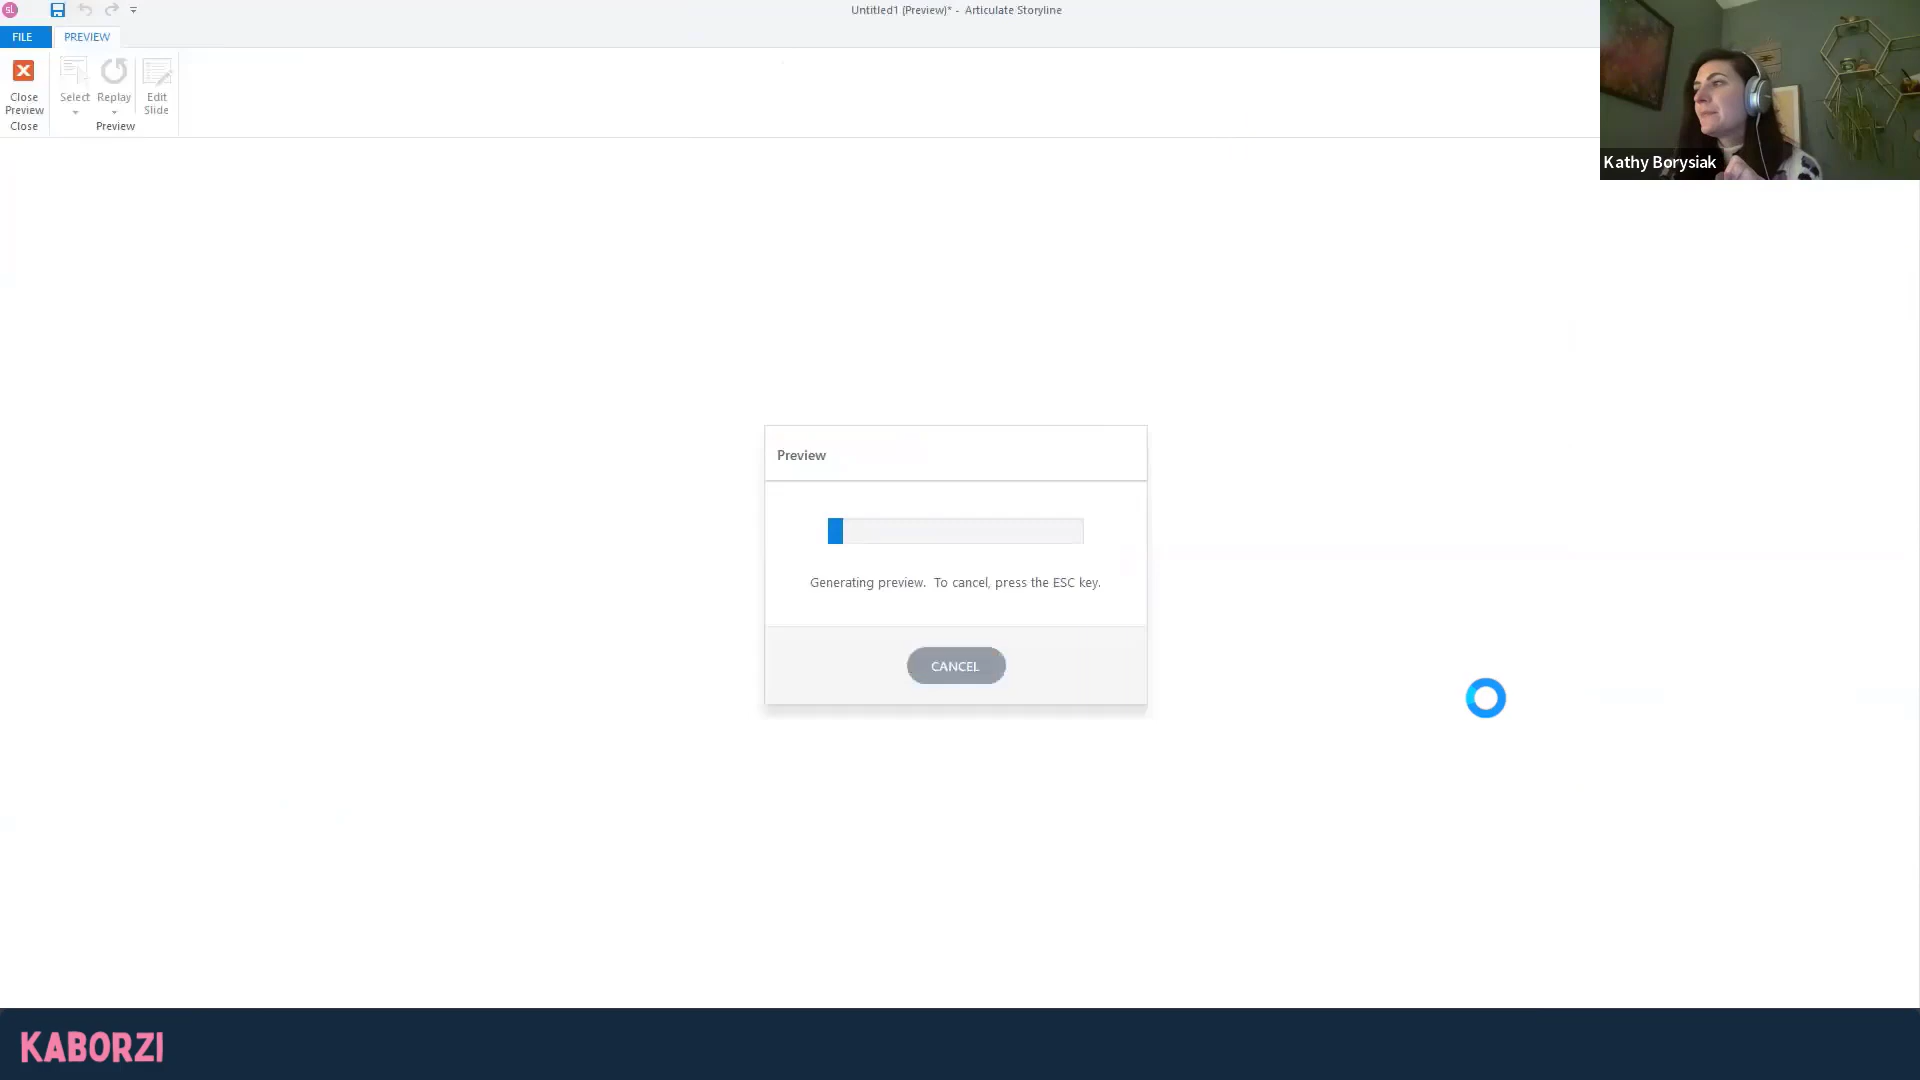 Untitled1 (Preview)* - Articulate Storyline
FILE
PREVIEW
Close Preview
Select
Replay
Edit Slide
Close
Preview
Kathy Borysiak
Preview
Generating preview. To cancel, press the ESC key.
CANCEL
KABORZI